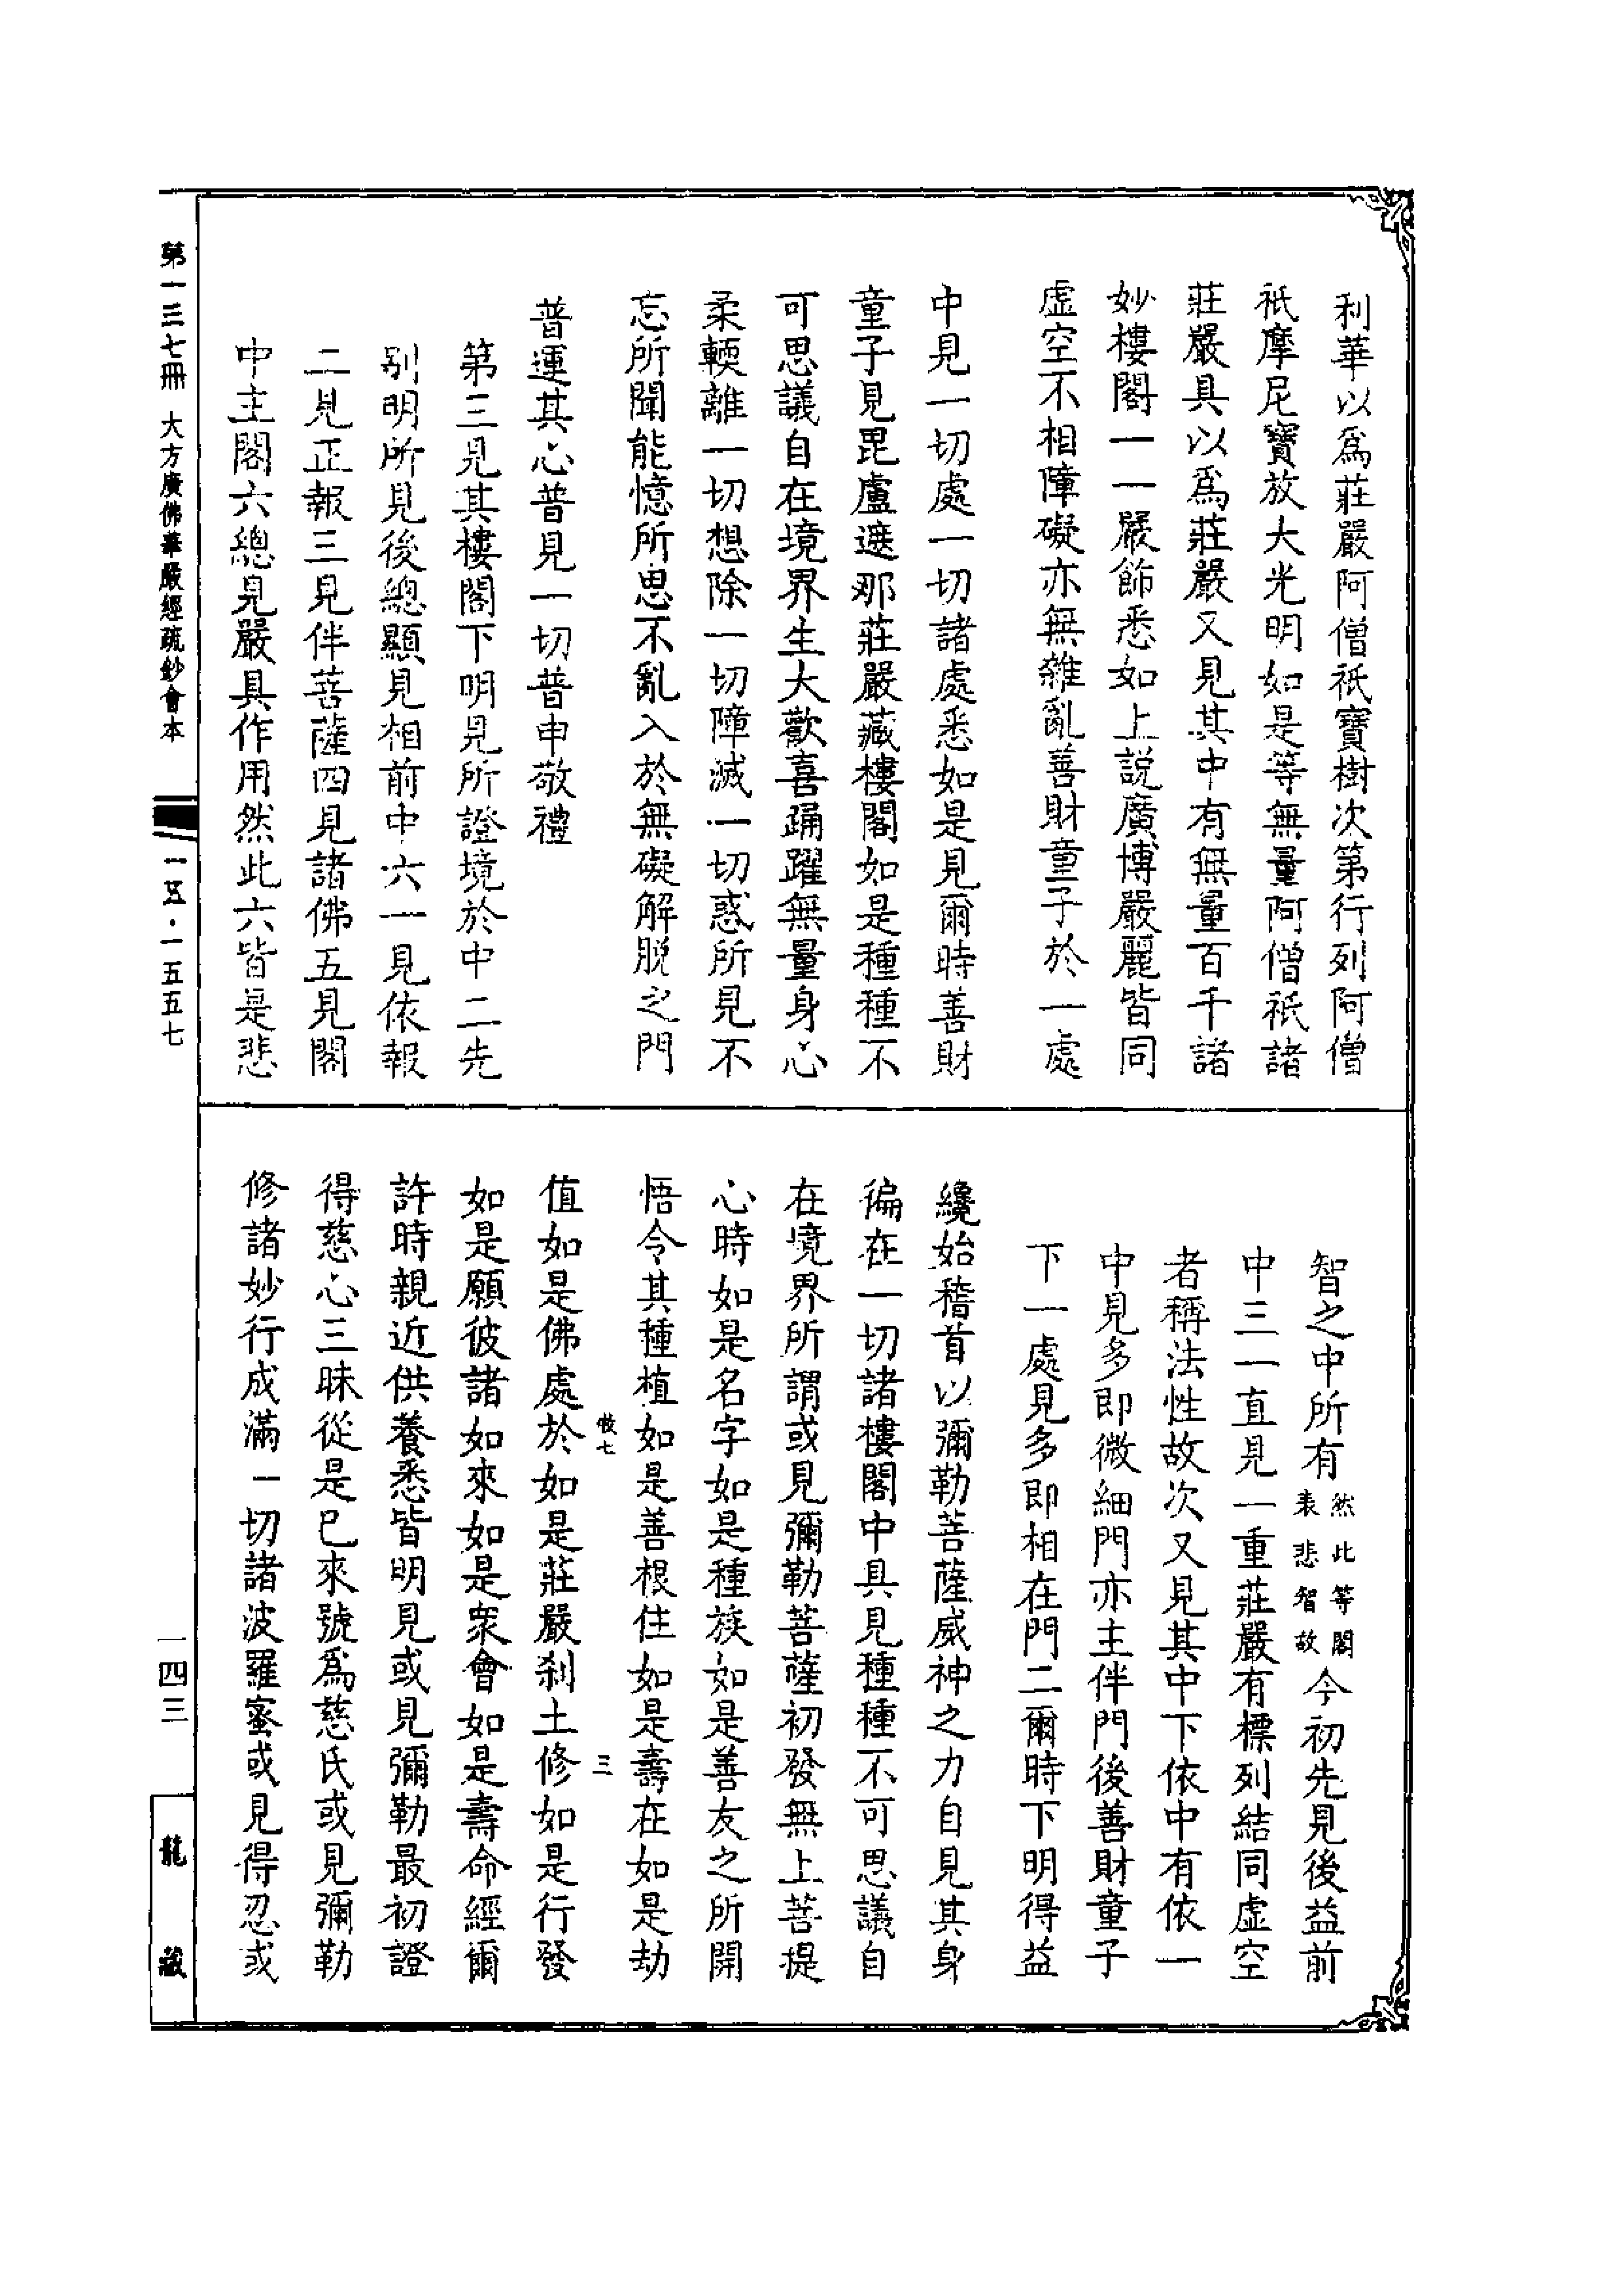 利華以爲莊嚴阿僧祇寶樹次第行列阿僧
祇摩尼寶放大光明如是等無量阿僧祇諸
莊嚴具以爲莊嚴又見其中有無量百千諸
妙樓閣一一嚴飾悉如上說廣博嚴麗皆同
虛空不相障礙亦無雜亂善財童子於一處
中見一切處一切諸處悉如是見爾時善財
童子見毘盧遮那莊嚴藏樓閣如是種種不
可思議自在境界生大歡喜踊躍無量身心
柔輭離一切想除一切障滅一切惑所見不
忘所聞能憶所思不亂入於無礙解脫之門
普運其心普見一切普申敬禮
第三見其樓閣下明見所證境於中二先
別明所見後總顯見相前中六一見依報
二見正報三見伴菩薩四見諸佛五見閣
中主閣六總見嚴具作用然此六皆是悲
智之中所有然此等閣表悲智故今初先見後益前
中三一直見一重莊嚴有標列結同虛空
者稱法性故次又見其中下依中有依一
中見多即微細門亦主伴門後善財童子
下一處見多即相在門二爾時下明得益
纔始稽首以彌勒菩薩威神之力自見其身
徧在一切諸樓閣中具見種種不可思議自
在境界所謂或見彌勒菩薩初發無上菩提
心時如是名字如是種族如是善友之所開
悟令其種植如是善根住如是壽在如是劫
值如是佛處於如是莊嚴剎土修如是行發
如是願彼諸如來如是眾會如是壽命經爾
許時親近供養悉皆明見或見彌勒最初證
得慈心三昧從是已來號爲慈氏或見彌勒
修諸妙行成滿一切諸波羅蜜或見得忍或
七
三
第一三七冊 大方廣佛華嚴經疏鈔會本
一五·一五五七
一四三
龍藏